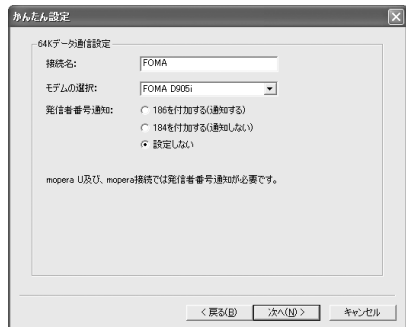 かんたん設定
64Kデータ通信設定
接続名: FOMA
モデムの選択: FOMA D905i
発信者番号通知: 186を付加する(通知する)
184を付加する(通知しない)
設定しない
mopera U及び、mopera接続では発信者番号通知が必要です。
< 戻る(B) 次へ(N) > キャンセル